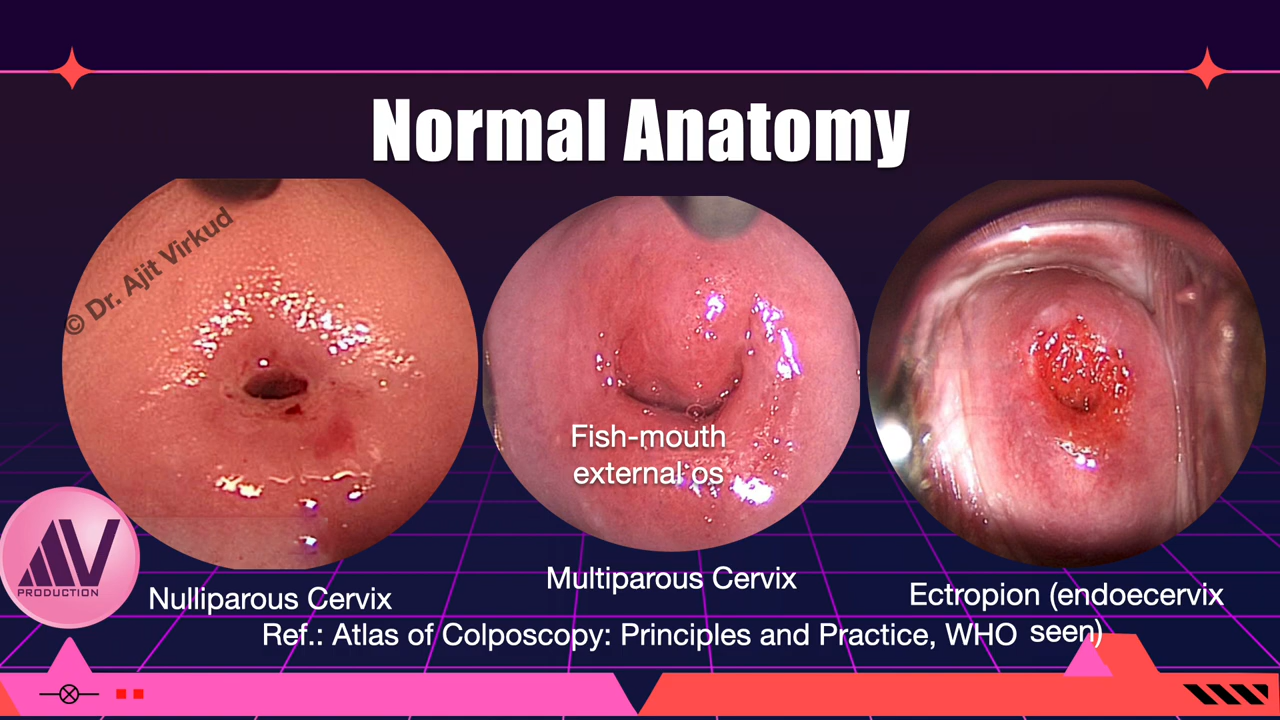 Normal Anatomy
© Dr. Ajit Virkud
Fish-mouth
external os
AV
PRODUCTION
Nulliparous Cervix
Multiparous Cervix
Ectropion (endoecervix
seen)
Ref.: Atlas of Colposcopy: Principles and Practice, WHO